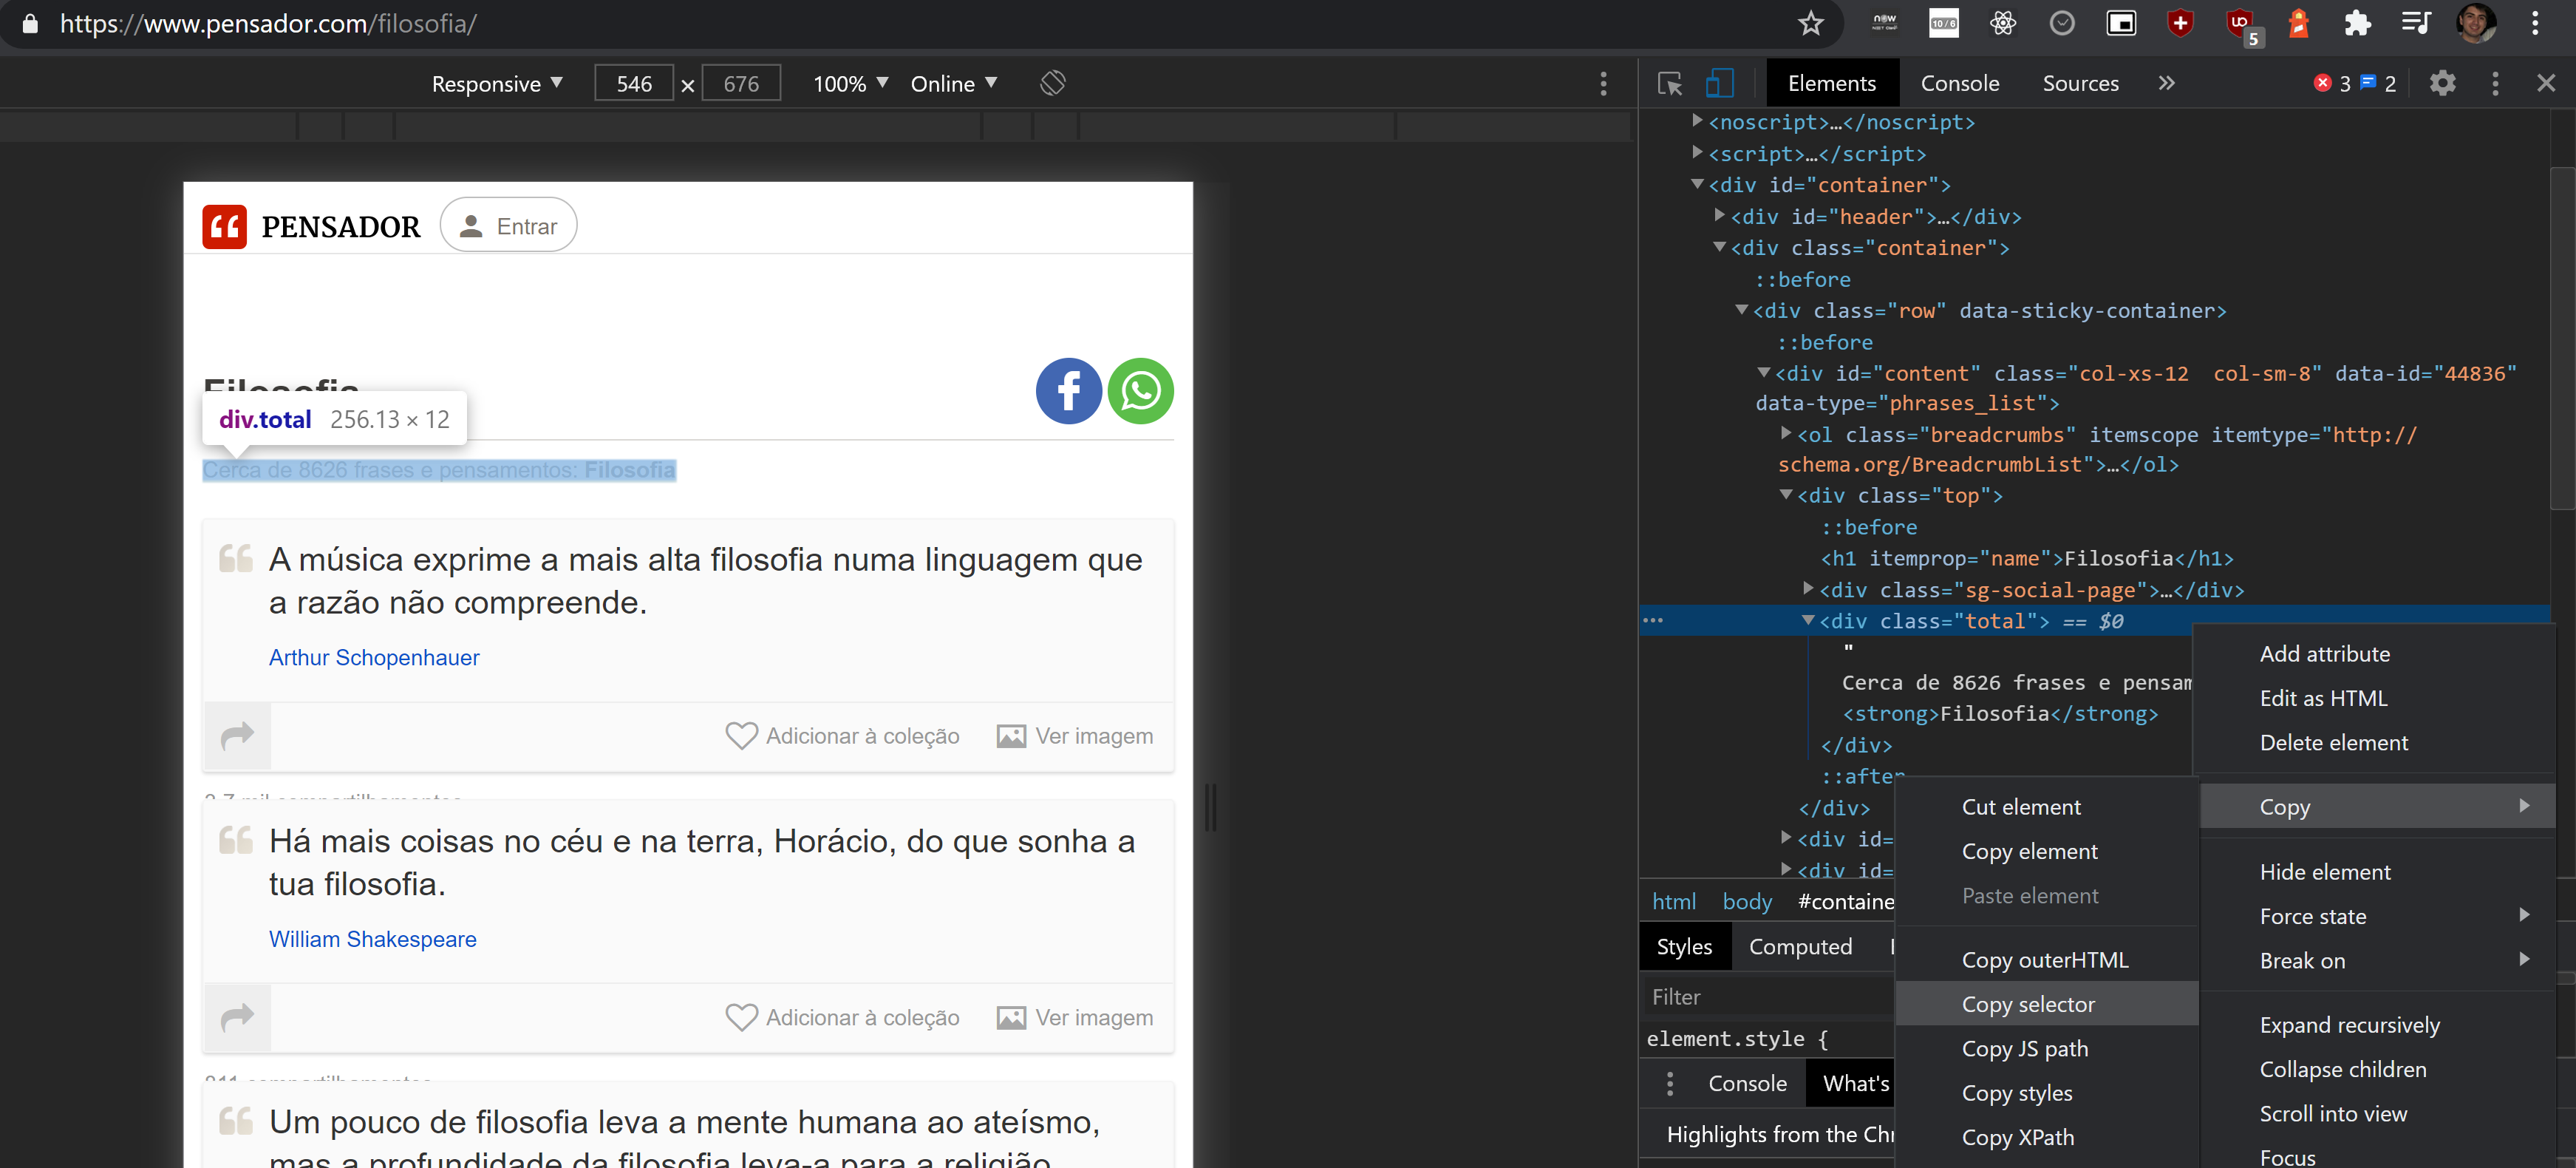 https://www.pensador.com/filosofia/
now
10 / 6
UO
5
Responsive ▼ 546 × 676 100% ▼ Online ▼
Elements Console Sources » 3 2
PENSADOR Entrar
Filosofia
div.total 256.13 × 12
Cerca de 8626 frases e pensamentos: Filosofia
A música exprime a mais alta filosofia numa linguagem que
a razão não compreende.
Arthur Schopenhauer
Adicionar à coleção Ver imagem
Há mais coisas no céu e na terra, Horácio, do que sonha a
tua filosofia.
William Shakespeare
Adicionar à coleção Ver imagem
Um pouco de filosofia leva a mente humana ao ateísmo,
mas a profundidade da filosofia leva-a para a religião.
<noscript>…</noscript>
<script>…</script>
<div id="container">
<div id="header">…</div>
<div class="container">
::before
<div class="row" data-sticky-container>
::before
<div id="content" class="col-xs-12  col-sm-8" data-id="44836"
data-type="phrases_list">
<ol class="breadcrumbs" itemscope itemtype="http://
schema.org/BreadcrumbList">…</ol>
<div class="top">
::before
<h1 itemprop="name">Filosofia</h1>
<div class="sg-social-page">…</div>
<div class="total"> == $0
"
Cerca de 8626 frases e pensam
<strong>Filosofia</strong>
</div>
::after
</div>
<div id=
<div id=
html body #containe
Styles Computed
Filter
element.style {
Console What's
Highlights from the Chr
Add attribute
Edit as HTML
Delete element
Copy
Hide element
Force state
Break on
Expand recursively
Collapse children
Scroll into view
Focus
Cut element
Copy element
Paste element
Copy outerHTML
Copy selector
Copy JS path
Copy styles
Copy XPath